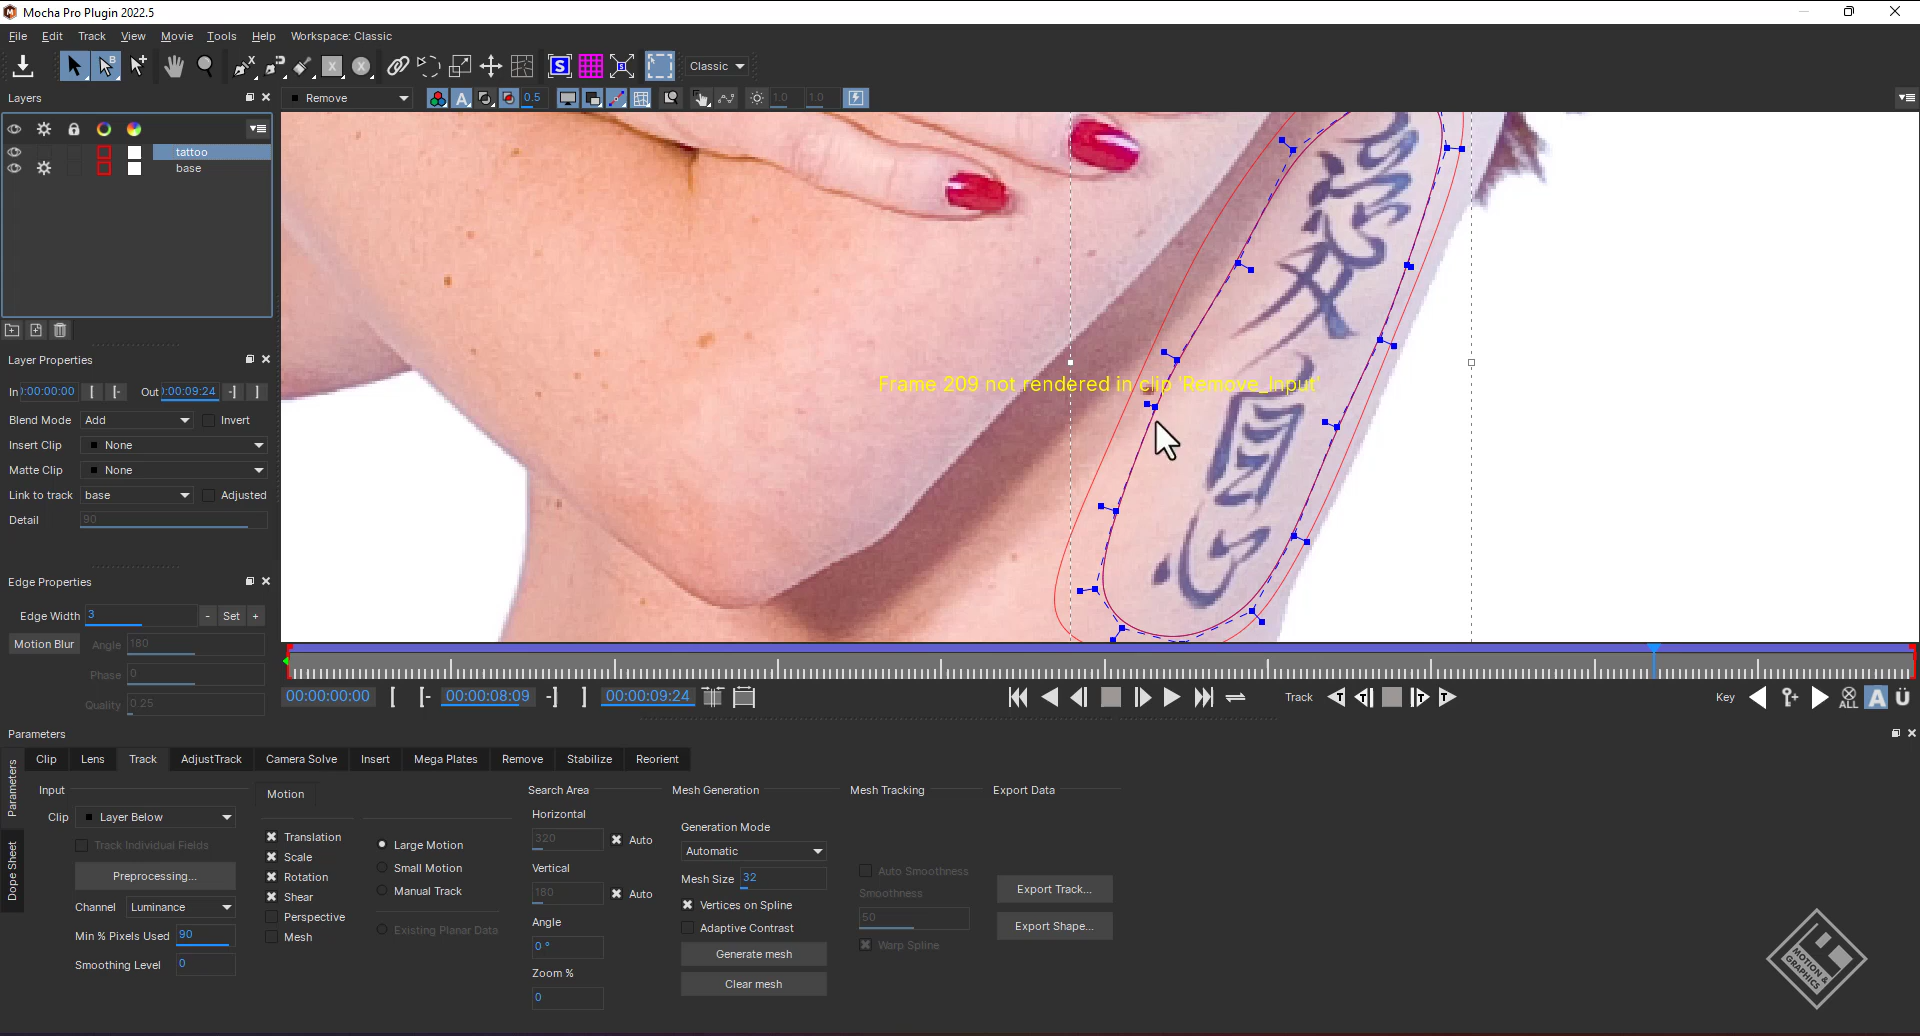 Mocha Pro Plugin 2022.5
File Edit Track View Movie Tools Help Workspace: Classic
Classic
Layers
Remove
0.5
1.0
1.0
tattoo
base
Frame 209 not rendered in clip 'Remove_Input'
Layer Properties
In ):00:00:00 Out ):00:09:24
Blend Mode Add Invert
Insert Clip None
Matte Clip None
Link to track base Adjusted
Detail 90
Edge Properties
Edge Width 3 - Set +
Motion Blur Angle 180
Phase 0
Quality 0.25
00:00:00:00 00:00:08:09 00:00:09:24
Track
Key
ALL
Parameters
Parameters
Dope Sheet
Clip Lens Track AdjustTrack Camera Solve Insert Mega Plates Remove Stabilize Reorient
Input
Clip Layer Below
Track Individual Fields
Preprocessing...
Channel Luminance
Min % Pixels Used 90
Smoothing Level 0
Motion
Translation
Scale
Rotation
Shear
Perspective
Mesh
Large Motion
Small Motion
Manual Track
Existing Planar Data
Search Area
Horizontal
320 Auto
Vertical
180 Auto
Angle
0 °
Zoom %
0
Mesh Generation
Generation Mode
Automatic
Mesh Size 32
Vertices on Spline
Adaptive Contrast
Generate mesh
Clear mesh
Mesh Tracking
Auto Smoothness
Smoothness
50
Warp Spline
Export Data
Export Track...
Export Shape...
MOTION &
GRAPHICS